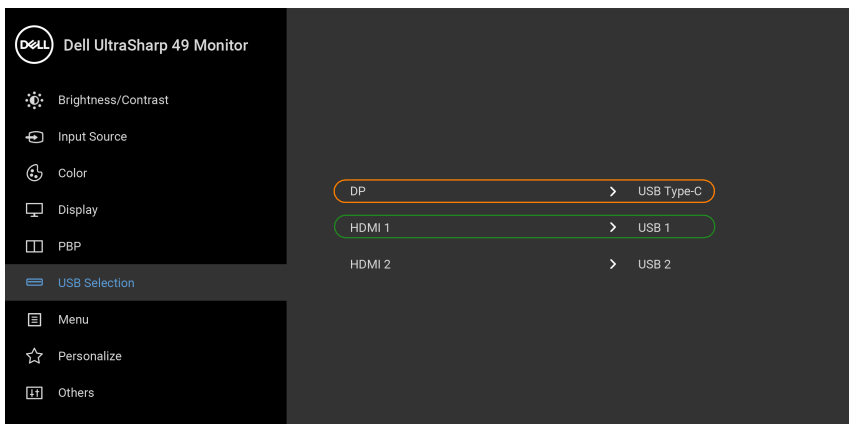 DELL Dell UltraSharp 49 Monitor
Brightness/Contrast
Input Source
Color
Display
PBP
USB Selection
Menu
Personalize
Others
DP USB Type-C
HDMI 1 USB 1
HDMI 2 USB 2